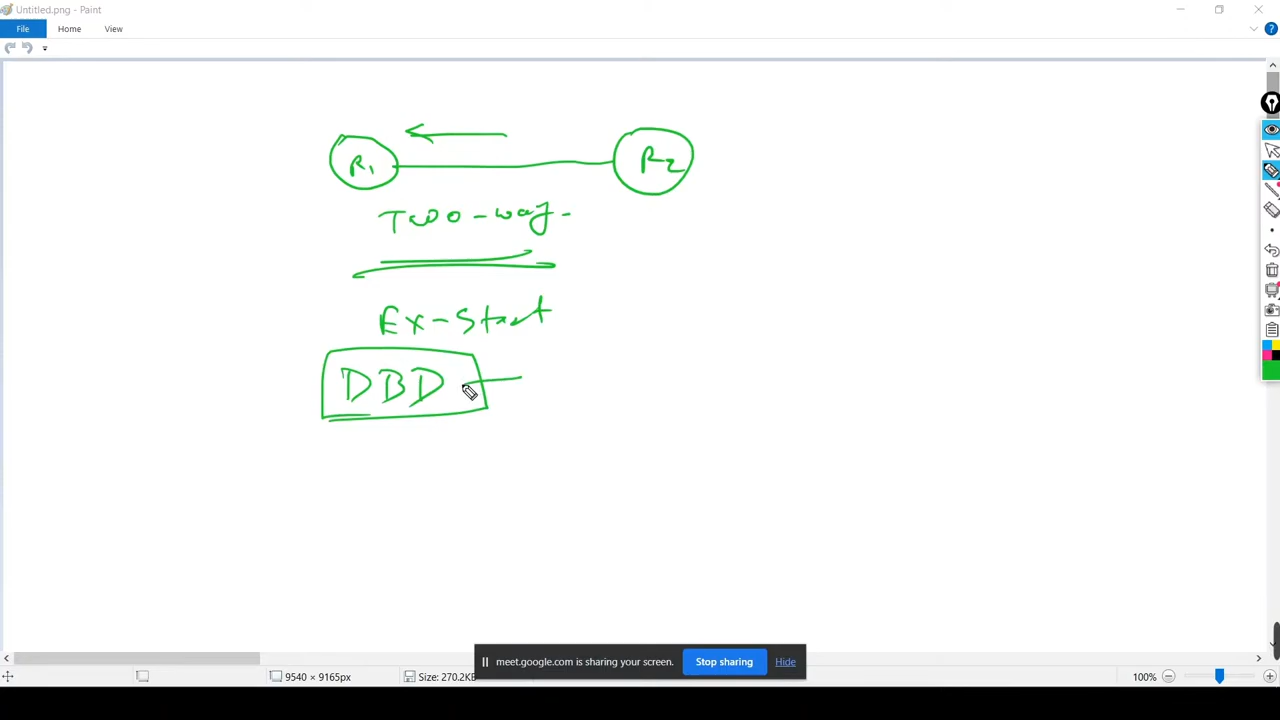 Untitled.png - Paint
File Home View
R1 R2
Two-way-
Ex-Start
DBD
meet.google.com is sharing your screen. Stop sharing Hide
9540 × 9165px Size: 270.2KB 100%